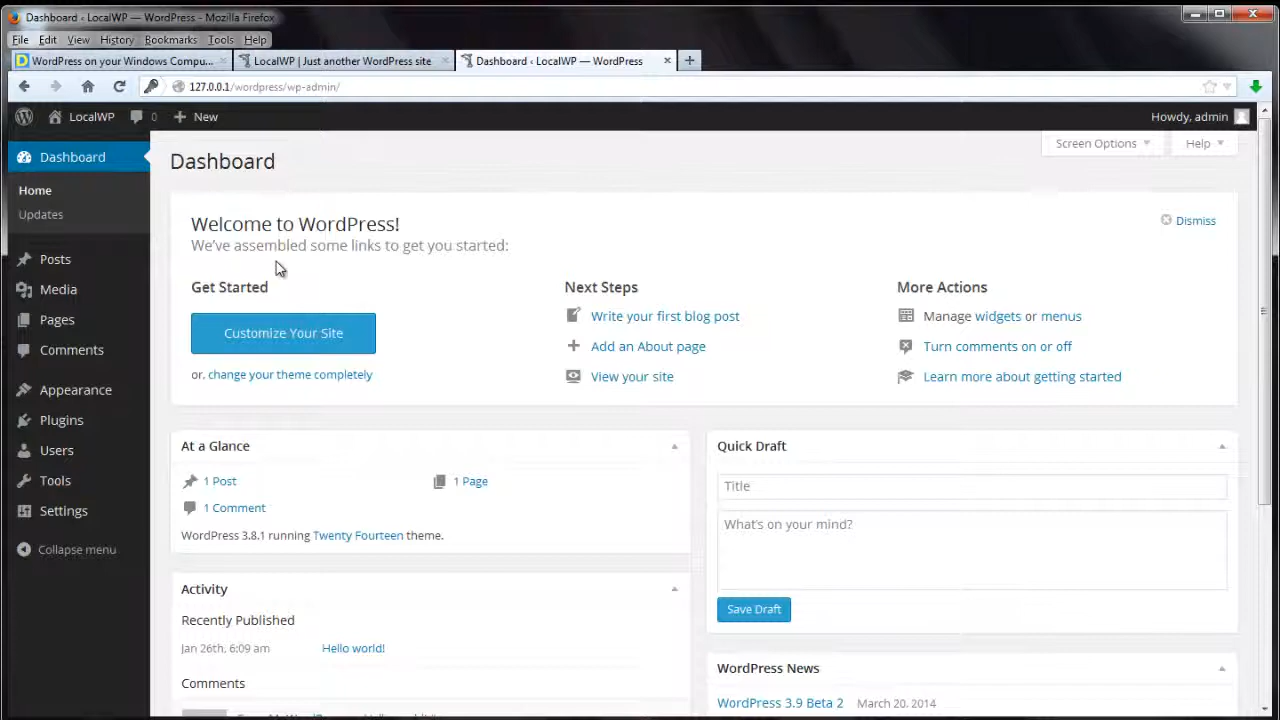 Dashboard ‹ LocalWP — WordPress - Mozilla Firefox
File Edit View History Bookmarks Tools Help
WordPress on your Windows Compu...
LocalWP | Just another WordPress site
Dashboard ‹ LocalWP — WordPress
127.0.0.1/wordpress/wp-admin/
LocalWP 0 New
Howdy, admin
Dashboard
Home
Updates
Posts
Media
Pages
Comments
Appearance
Plugins
Users
Tools
Settings
Collapse menu
Screen Options
Help
Dashboard
Welcome to WordPress!
We've assembled some links to get you started:
Dismiss
Get Started
Customize Your Site
or, change your theme completely
Next Steps
Write your first blog post
Add an About page
View your site
More Actions
Manage widgets or menus
Turn comments on or off
Learn more about getting started
At a Glance
1 Post
1 Page
1 Comment
WordPress 3.8.1 running Twenty Fourteen theme.
Activity
Recently Published
Jan 26th, 6:09 am Hello world!
Comments
Quick Draft
Title
What's on your mind?
Save Draft
WordPress News
WordPress 3.9 Beta 2 March 20, 2014